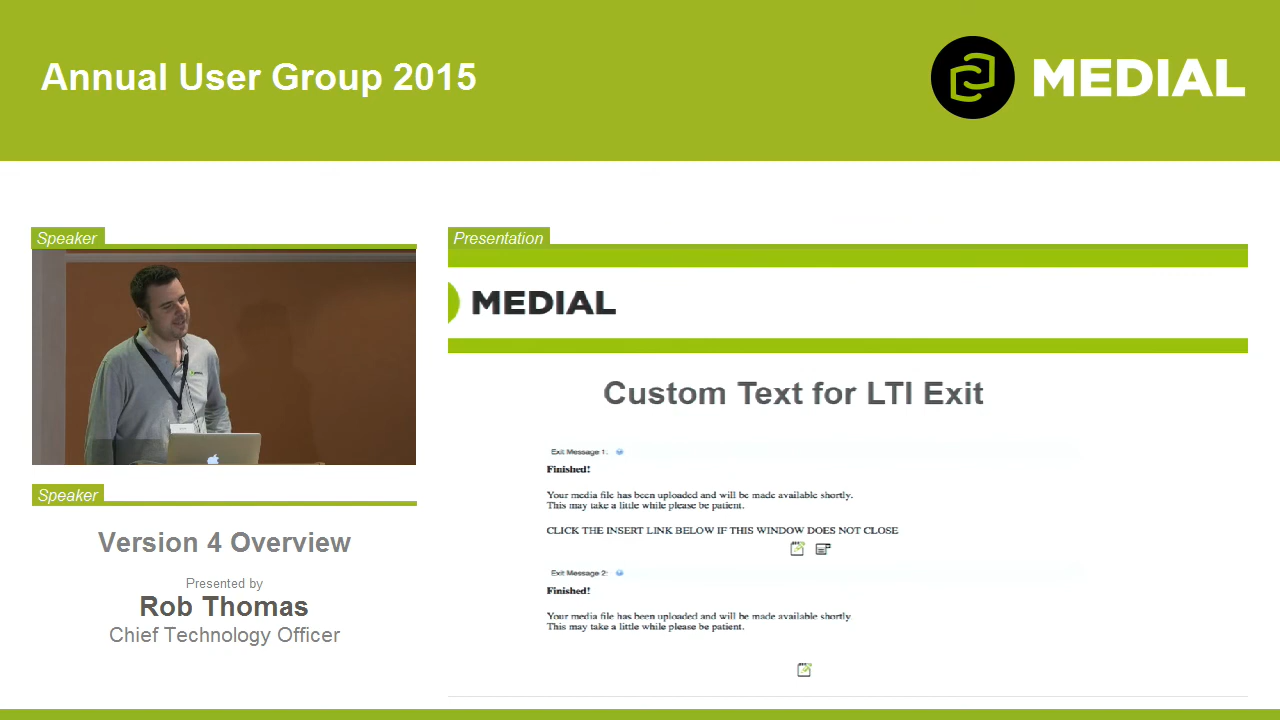 Annual User Group 2015
MEDIAL
Speaker
Presentation
MEDIAL
Custom Text for LTI Exit
Exit Message 1:
Finished!
Your media file has been uploaded and will be made available shortly.
This may take a little while please be patient.
CLICK THE INSERT LINK BELOW IF THIS WINDOW DOES NOT CLOSE
Exit Message 2:
Finished!
Your media file has been uploaded and will be made available shortly
This may take a little while please be patient.
Speaker
Version 4 Overview
Presented by
Rob Thomas
Chief Technology Officer